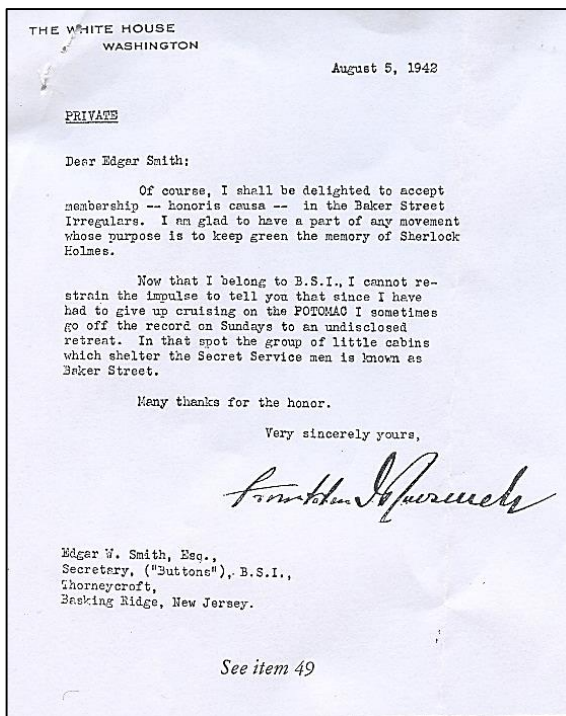 THE WHITE HOUSE
WASHINGTON
August 5, 1942
PRIVATE
Dear Edgar Smith:
Of course, I shall be delighted to accept
membership -- honoris causa -- in the Baker Street
Irregulars. I am glad to have a part of any movement
whose purpose is to keep green the memory of Sherlock
Holmes.
Now that I belong to B.S.I., I cannot re-
strain the impulse to tell you that since I have
had to give up cruising on the POTOMAC I sometimes
go off the record on Sundays to an undisclosed
retreat. In that spot the group of little cabins
which shelter the Secret Service men is known as
Baker Street.
Many thanks for the honor.
Very sincerely yours,
Franklin D Roosevelt
Edgar W. Smith, Esq.,
Secretary, ("Buttons"), B.S.I.,
Thorneycroft,
Basking Ridge, New Jersey.
See item 49